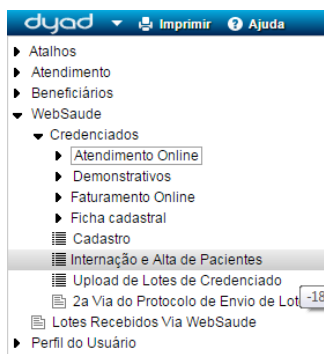 dyad Imprimir Ajuda
Atalhos
Atendimento
Beneficiários
WebSaude
Credenciados
Atendimento Online
Demonstrativos
Faturamento Online
Ficha cadastral
Cadastro
Internação e Alta de Pacientes
Upload de Lotes de Credenciado
2a Via do Protocolo de Envio de Lot
-18
Lotes Recebidos Via WebSaude
Perfil do Usuário